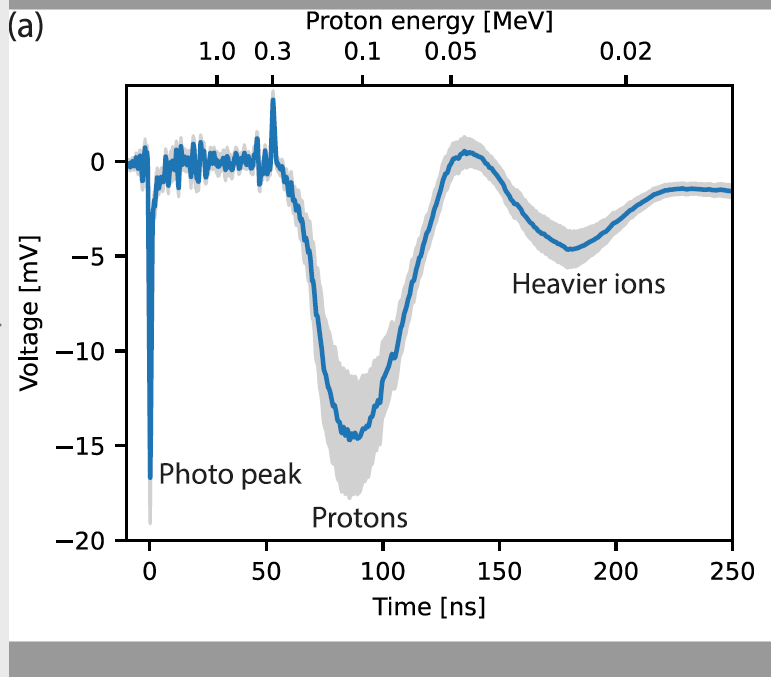 (a)
Proton energy [MeV]
1.0 0.3 0.1 0.05 0.02
0
−5
−10
−15
−20
Voltage [mV]
Heavier ions
Photo peak
Protons
0 50 100 150 200 250
Time [ns]